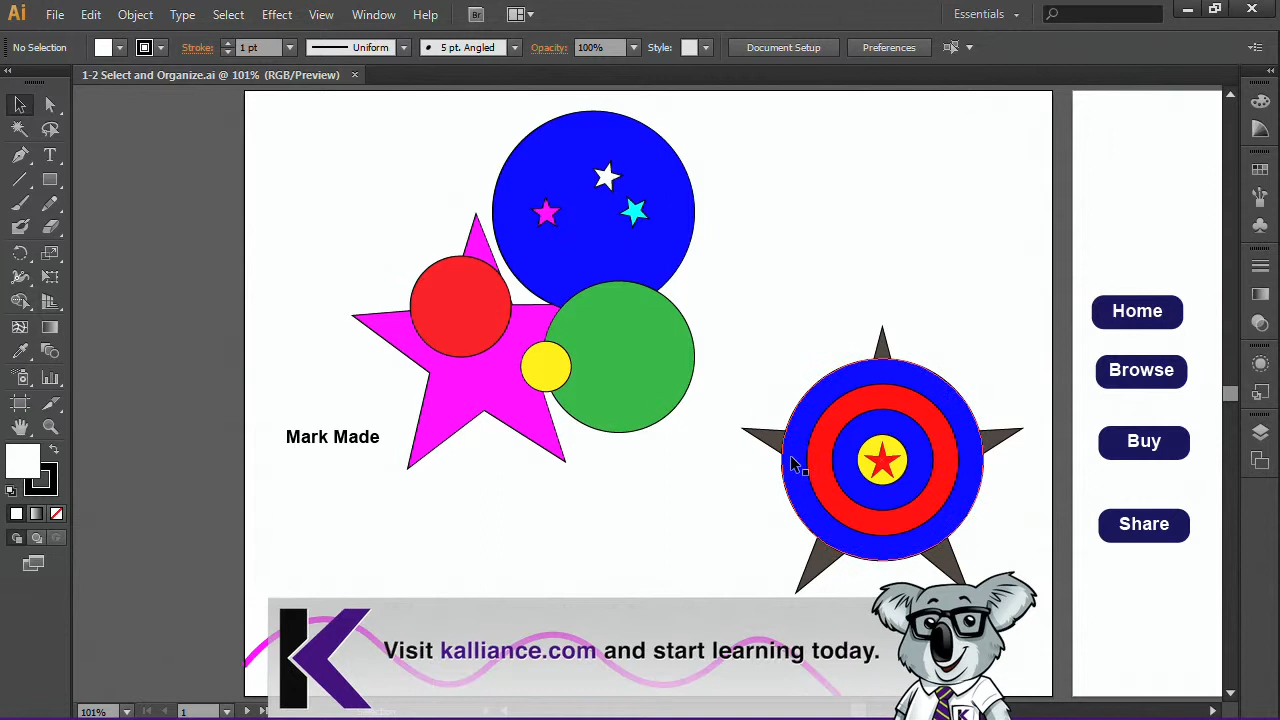 Ai File Edit Object Type Select Effect View Window Help Br Essentials
No Selection Stroke: 1 pt Uniform 5 pt. Angled Opacity: 100% Style: Document Setup Preferences
1-2 Select and Organize.ai @ 101% (RGB/Preview)
Home
Browse
Mark Made
Buy
Share
K Visit kalliance.com and start learning today.
K
101% 1